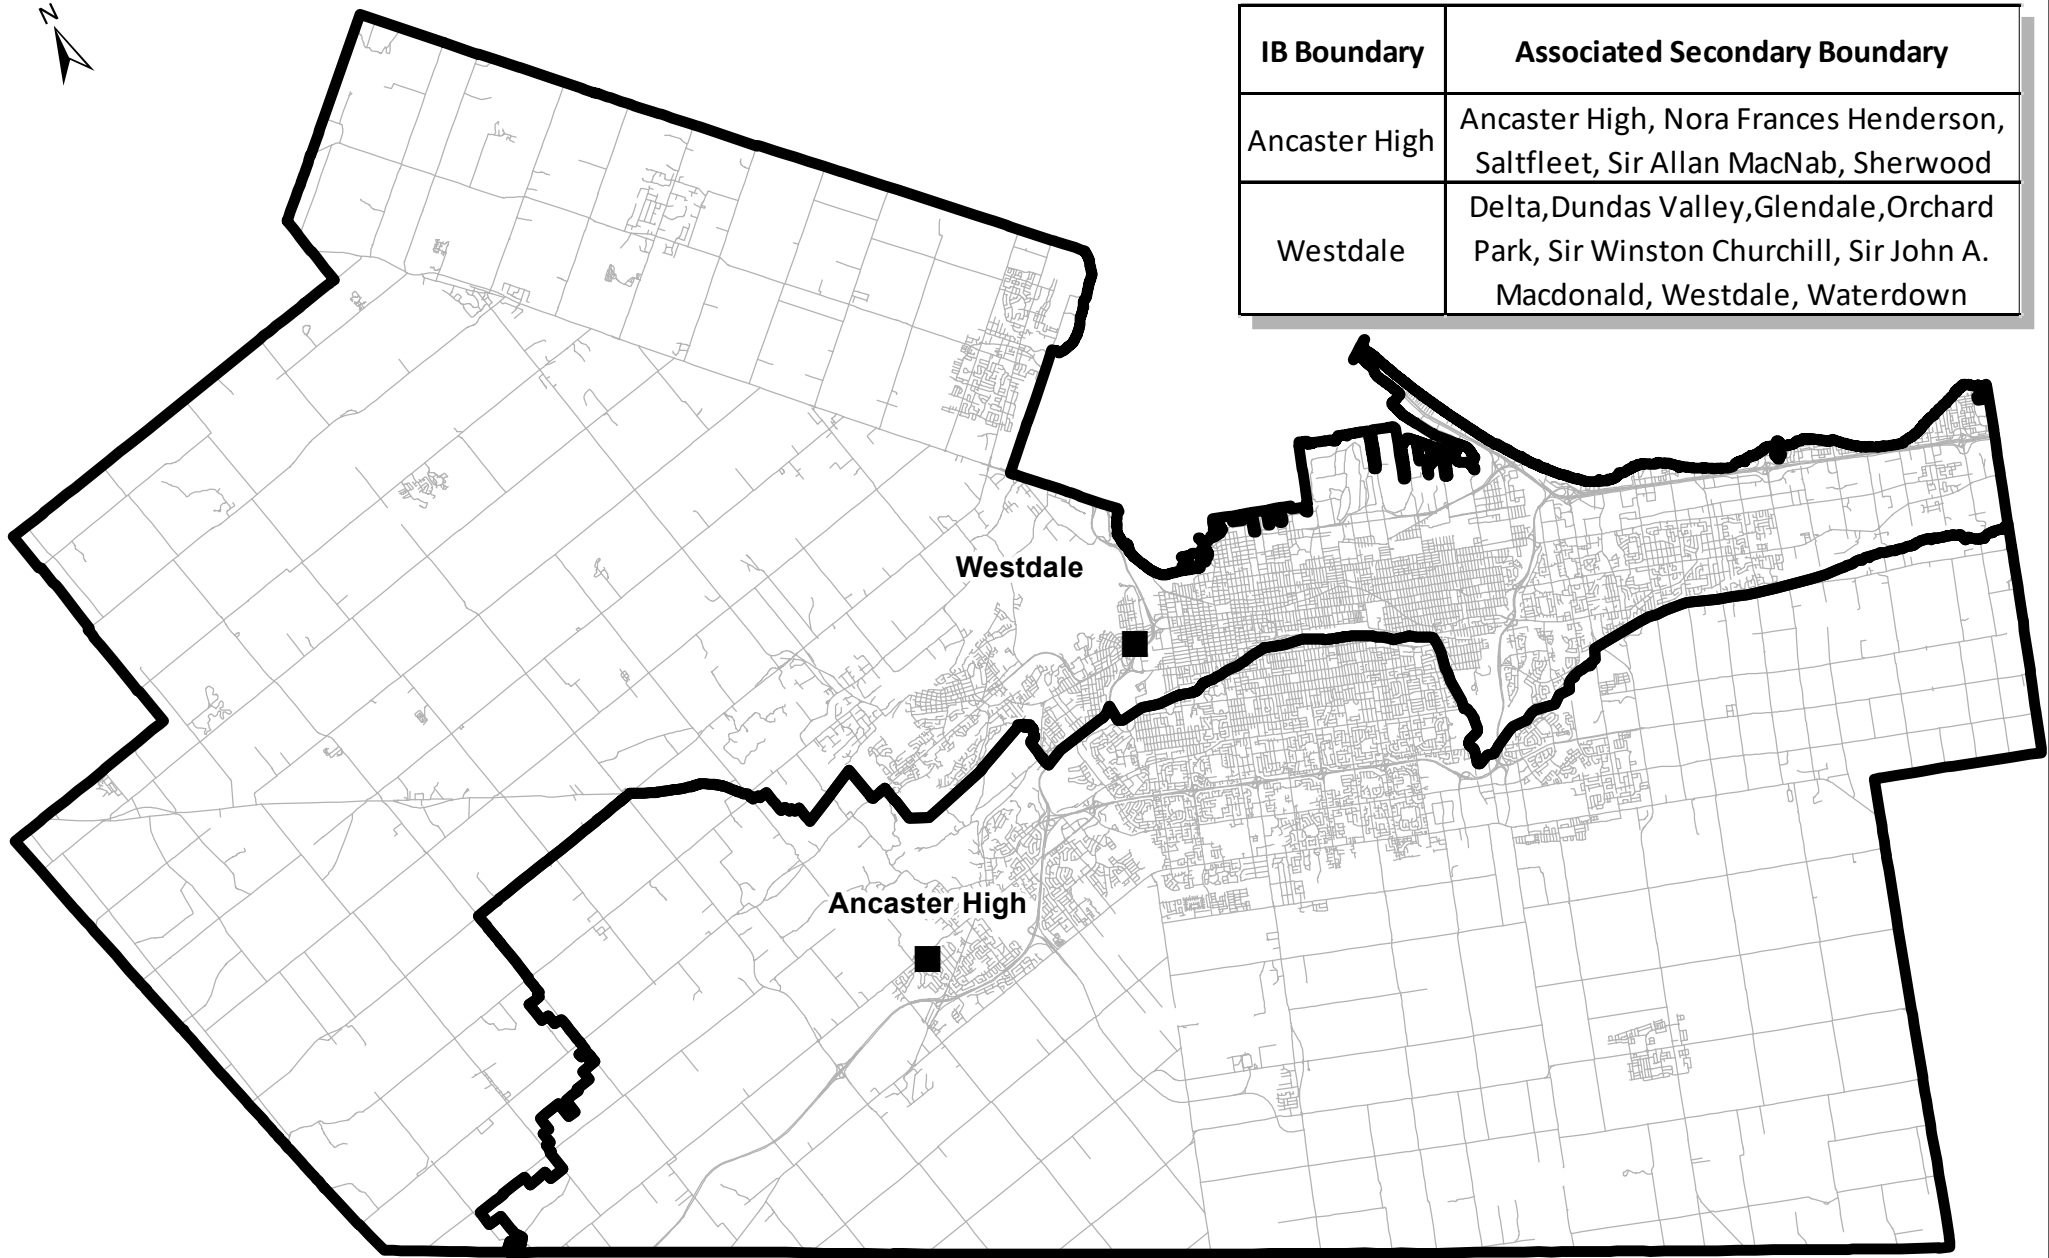 N
IB Boundary
Associated Secondary Boundary
Ancaster High
Ancaster High, Nora Frances Henderson,
Saltfleet, Sir Allan MacNab, Sherwood
Westdale
Delta,Dundas Valley,Glendale,Orchard
Park, Sir Winston Churchill, Sir John A.
Macdonald, Westdale, Waterdown
Westdale
Ancaster High